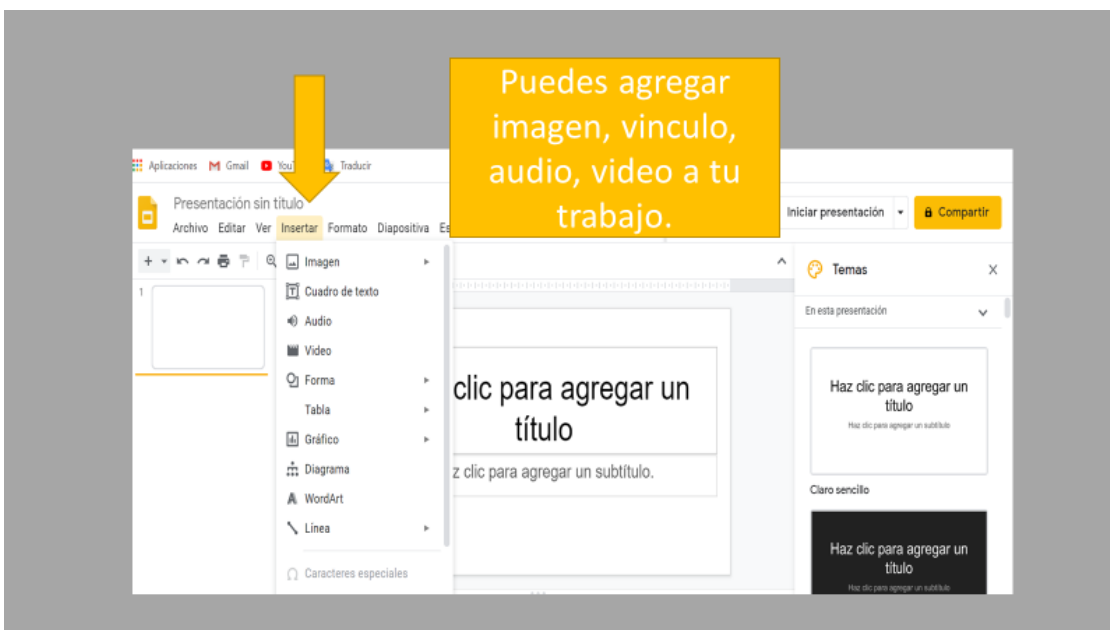 Puedes agregar
imagen, vinculo,
audio, video a tu
trabajo.
Aplicaciones Gmail Traducir
Presentación sin título
Archivo Editar Ver Insertar Formato Diapositiva
Iniciar presentación Compartir
Imagen
Cuadro de texto
Audio
Video
Forma
Tabla
Gráfico
Diagrama
WordArt
Línea
Caracteres especiales
1
clic para agregar un
título
clic para agregar un subtítulo.
Temas X
En esta presentación
Haz clic para agregar un
título
Haz clic para agregar un subtítulo
Claro sencillo
Haz clic para agregar un
título
Haz clic para agregar un subtítulo